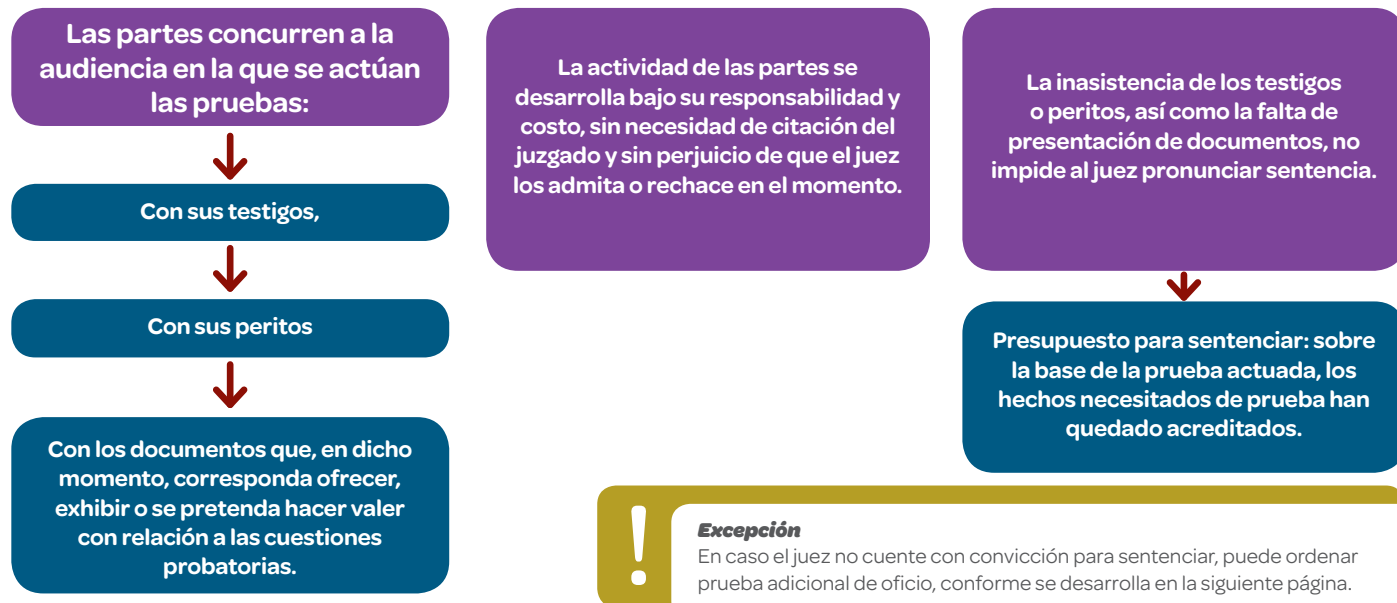 Las partes concurren a la
audiencia en la que se actúan
las pruebas:
Con sus testigos,
Con sus peritos
Con los documentos que, en dicho
momento, corresponda ofrecer,
exhibir o se pretenda hacer valer
con relación a las cuestiones
probatorias.
La actividad de las partes se
desarrolla bajo su responsabilidad y
costo, sin necesidad de citación del
juzgado y sin perjuicio de que el juez
los admita o rechace en el momento.
La inasistencia de los testigos
o peritos, así como la falta de
presentación de documentos, no
impide al juez pronunciar sentencia.
Presupuesto para sentenciar: sobre
la base de la prueba actuada, los
hechos necesitados de prueba han
quedado acreditados.
!
Excepción
En caso el juez no cuente con convicción para sentenciar, puede ordenar
prueba adicional de oficio, conforme se desarrolla en la siguiente página.